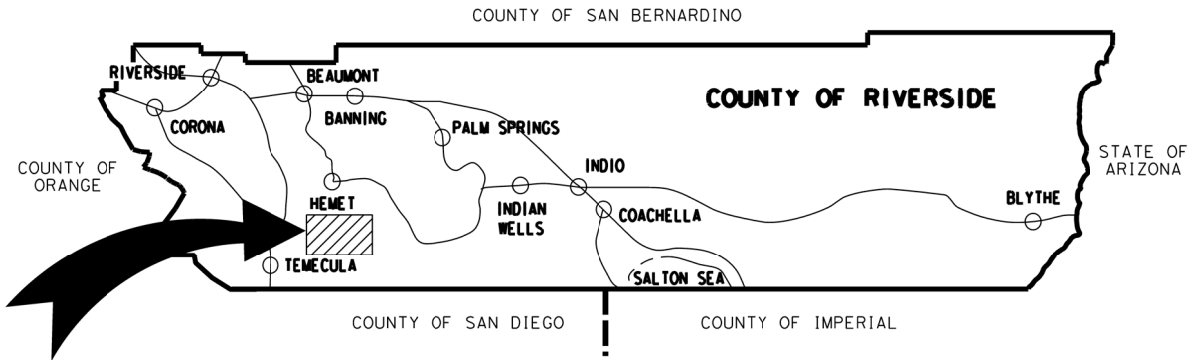 COUNTY OF SAN BERNARDINO
RIVERSIDE
BEAUMONT
BANNING
CORONA
COUNTY OF RIVERSIDE
PALM SPRINGS
COUNTY OF
ORANGE
STATE OF
ARIZONA
INDIO
HEMET
INDIAN
WELLS
COACHELLA
BLYTHE
TEMECULA
SALTON SEA
COUNTY OF SAN DIEGO
COUNTY OF IMPERIAL